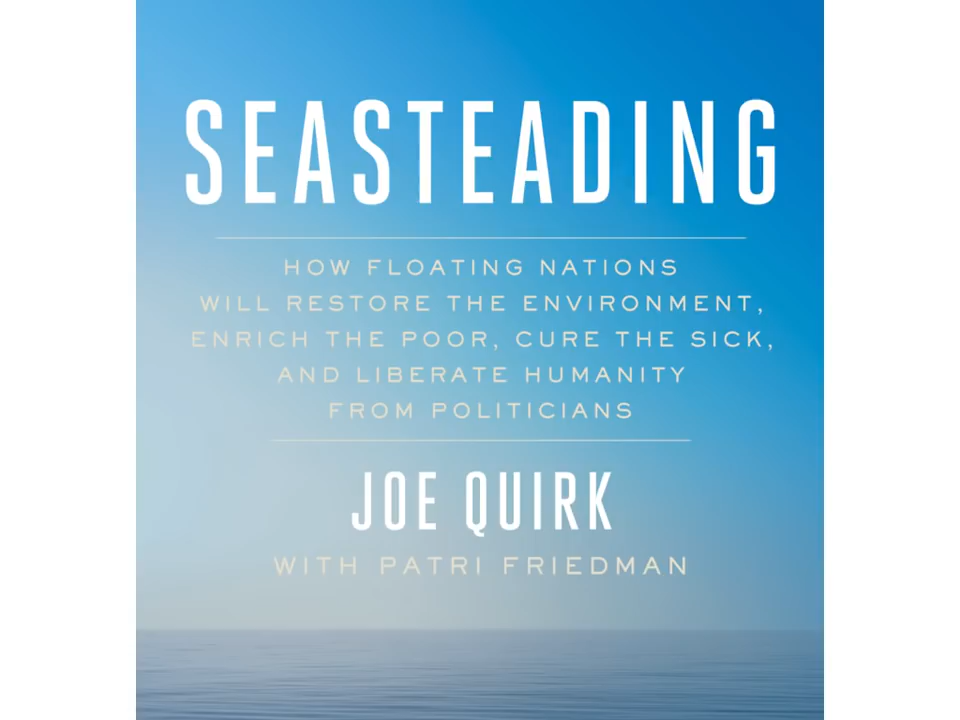 SEASTEADING
HOW FLOATING NATIONS
WILL RESTORE THE ENVIRONMENT,
ENRICH THE POOR, CURE THE SICK,
AND LIBERATE HUMANITY
FROM POLITICIANS
JOE QUIRK
WITH PATRI FRIEDMAN